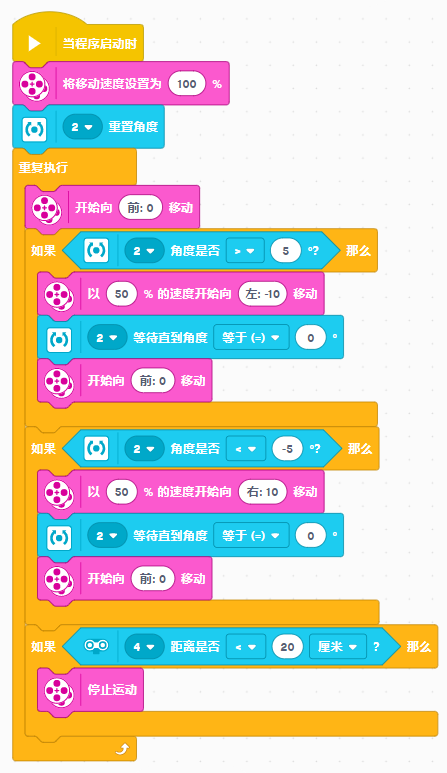 当程序启动时
将移动速度设置为 100 %
2 重置角度
重复执行
开始向 前: 0 移动
如果 2 角度是否 > 5 °? 那么
以 50 % 的速度开始向 左: -10 移动
2 等待直到角度 等于 (=) 0 °
开始向 前: 0 移动
如果 2 角度是否 < -5 °? 那么
以 50 % 的速度开始向 右: 10 移动
2 等待直到角度 等于 (=) 0 °
开始向 前: 0 移动
如果 4 距离是否 < 20 厘米 ? 那么
停止运动